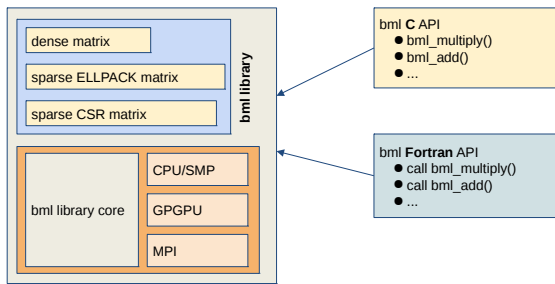 dense matrix
sparse ELLPACK matrix
sparse CSR matrix
bml library
bml library core
CPU/SMP
GPGPU
MPI
bml C API
● bml_multiply()
● bml_add()
● ...
bml Fortran API
● call bml_multiply()
● call bml_add()
● ...